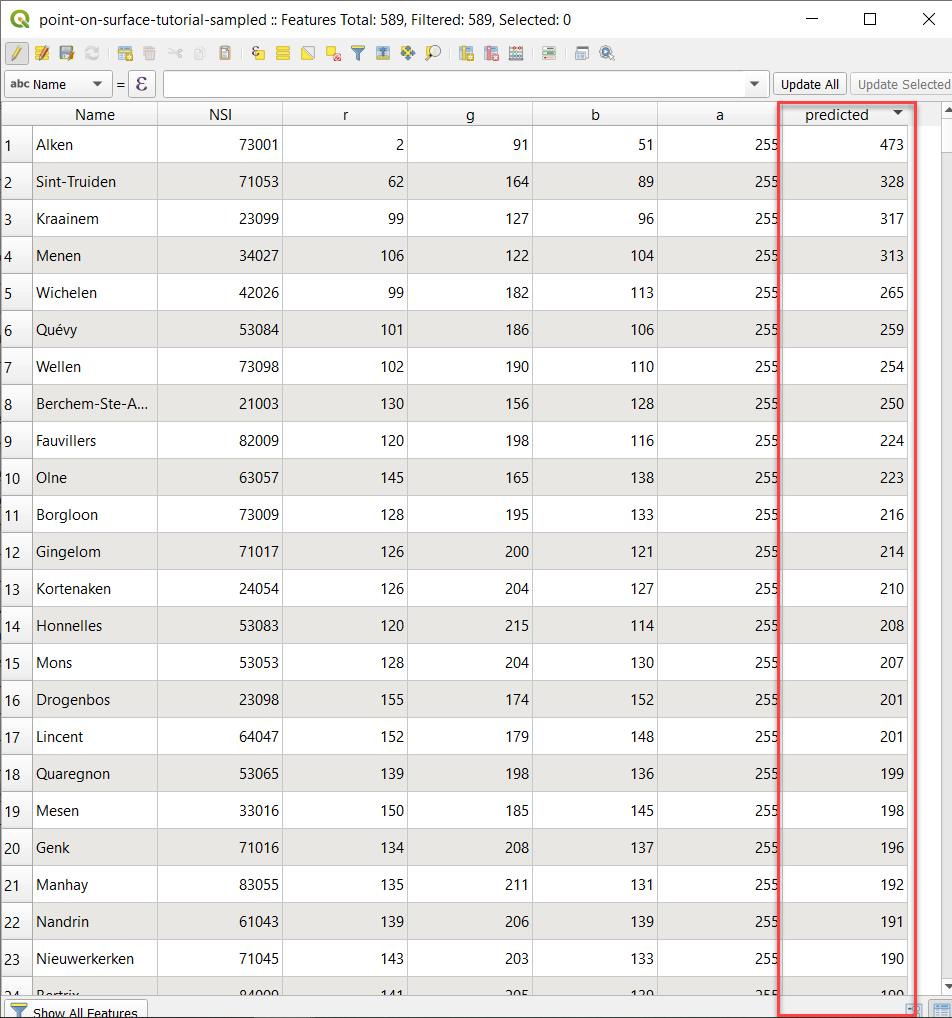 point-on-surface-tutorial-sampled :: Features Total: 589, Filtered: 589, Selected: 0
abc Name = ε Update All Update Selected
Name NSI r g b a predicted
1 Alken 73001 2 91 51 255 473
2 Sint-Truiden 71053 62 164 89 255 328
3 Kraainem 23099 99 127 96 255 317
4 Menen 34027 106 122 104 255 313
5 Wichelen 42026 99 182 113 255 265
6 Quévy 53084 101 186 106 255 259
7 Wellen 73098 102 190 110 255 254
8 Berchem-Ste-A... 21003 130 156 128 255 250
9 Fauvillers 82009 120 198 116 255 224
10 Olne 63057 145 165 138 255 223
11 Borgloon 73009 128 195 133 255 216
12 Gingelom 71017 126 200 121 255 214
13 Kortenaken 24054 126 204 127 255 210
14 Honnelles 53083 120 215 114 255 208
15 Mons 53053 128 204 130 255 207
16 Drogenbos 23098 155 174 152 255 201
17 Lincent 64047 152 179 148 255 201
18 Quaregnon 53065 139 198 136 255 199
19 Mesen 33016 150 185 145 255 198
20 Genk 71016 134 208 137 255 196
21 Manhay 83055 135 211 131 255 192
22 Nandrin 61043 139 206 139 255 191
23 Nieuwerkerken 71045 143 203 133 255 190
24 Bertrix 84009 141 205 139 255 190
Show All Features